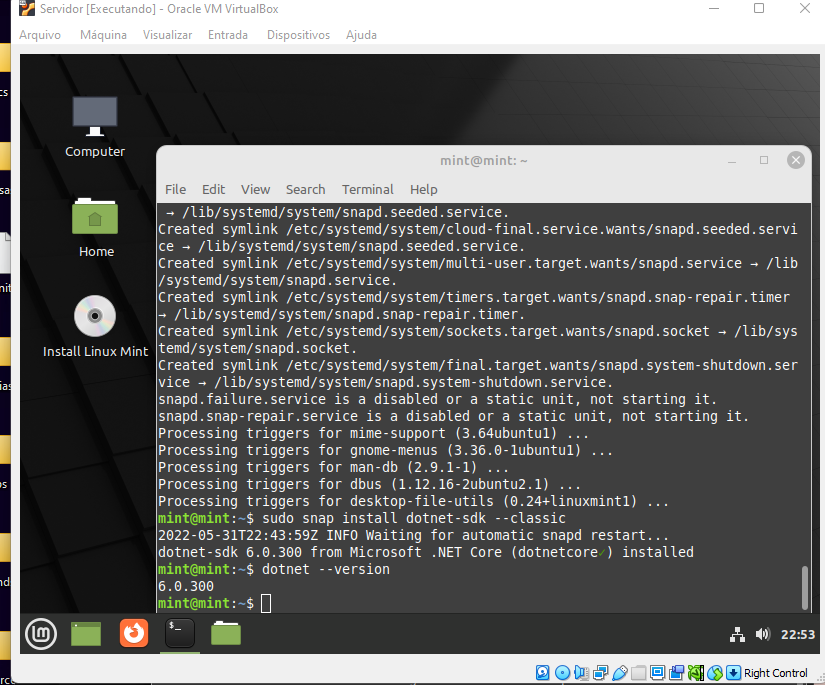 Servidor [Executando] - Oracle VM VirtualBox
Arquivo Máquina Visualizar Entrada Dispositivos Ajuda
Computer
Home
Install Linux Mint
mint@mint: ~
File Edit View Search Terminal Help
→ /lib/systemd/system/snapd.seeded.service.
Created symlink /etc/systemd/system/cloud-final.service.wants/snapd.seeded.servi
ce → /lib/systemd/system/snapd.seeded.service.
Created symlink /etc/systemd/system/multi-user.target.wants/snapd.service → /lib
/systemd/system/snapd.service.
Created symlink /etc/systemd/system/timers.target.wants/snapd.snap-repair.timer
→ /lib/systemd/system/snapd.snap-repair.timer.
Created symlink /etc/systemd/system/sockets.target.wants/snapd.socket → /lib/sys
temd/system/snapd.socket.
Created symlink /etc/systemd/system/final.target.wants/snapd.system-shutdown.ser
vice → /lib/systemd/system/snapd.system-shutdown.service.
snapd.failure.service is a disabled or a static unit, not starting it.
snapd.snap-repair.service is a disabled or a static unit, not starting it.
Processing triggers for mime-support (3.64ubuntu1) ...
Processing triggers for gnome-menus (3.36.0-1ubuntu1) ...
Processing triggers for man-db (2.9.1-1) ...
Processing triggers for dbus (1.12.16-2ubuntu2.1) ...
Processing triggers for desktop-file-utils (0.24+linuxmint1) ...
mint@mint:~$ sudo snap install dotnet-sdk --classic
2022-05-31T22:43:59Z INFO Waiting for automatic snapd restart...
dotnet-sdk 6.0.300 from Microsoft .NET Core (dotnetcore✓) installed
mint@mint:~$ dotnet --version
6.0.300
mint@mint:~$
22:53
Right Control